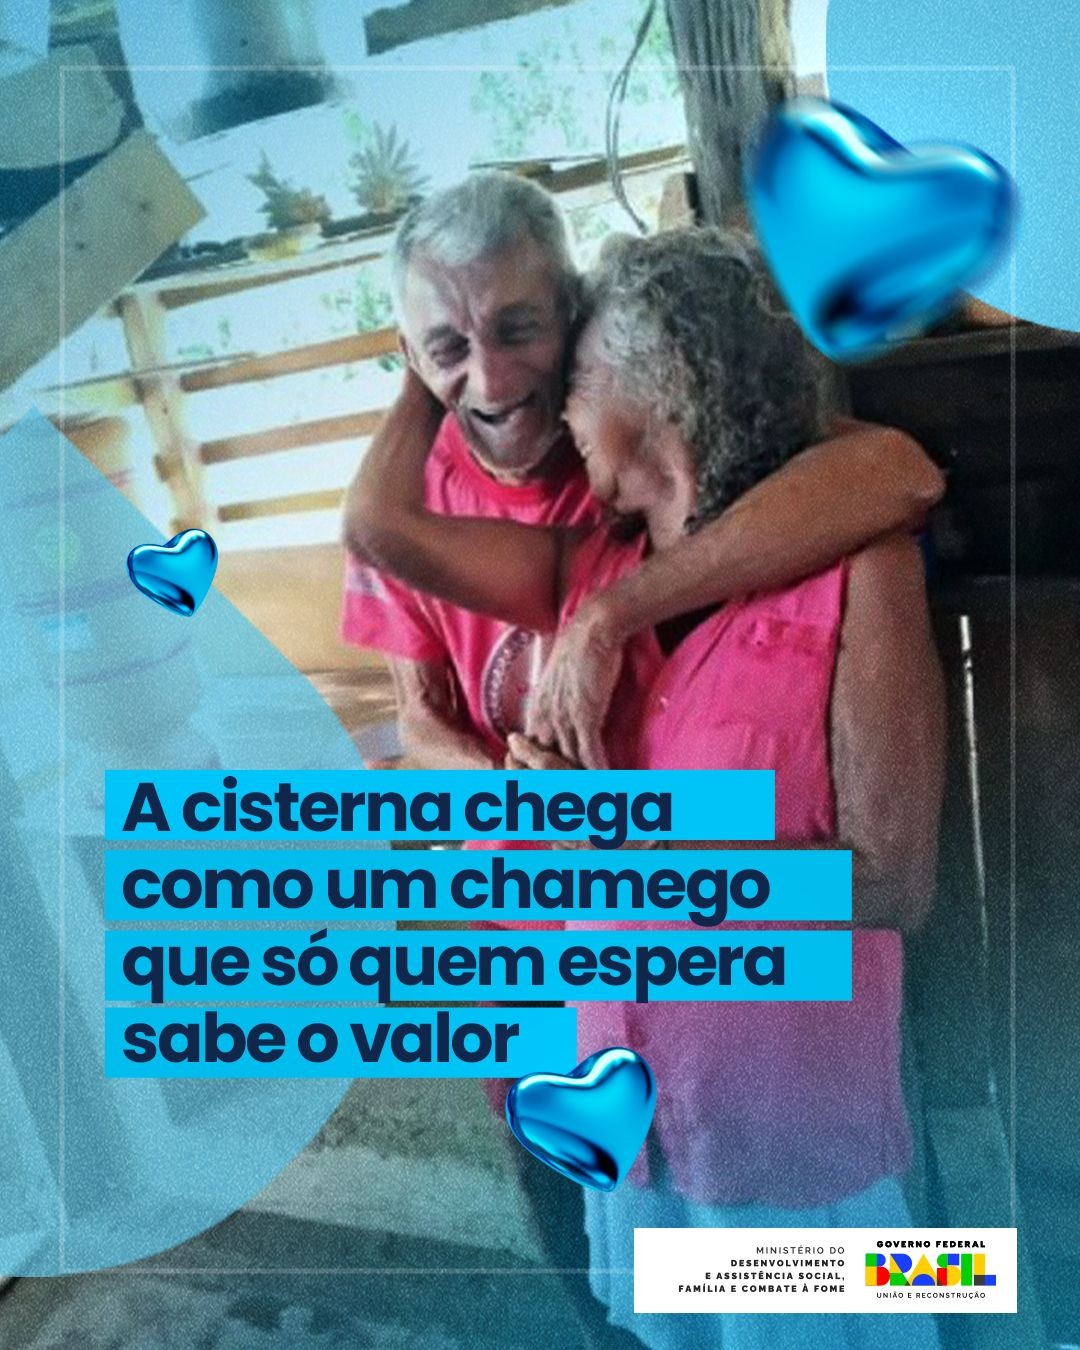 A cisterna chega
como um chamego
que só quem espera
sabe o valor
MINISTÉRIO DO
DESENVOLVIMENTO
E ASSISTÊNCIA SOCIAL,
FAMÍLIA E COMBATE À FOME
GOVERNO FEDERAL
BRASIL
UNIÃO E RECONSTRUÇÃO